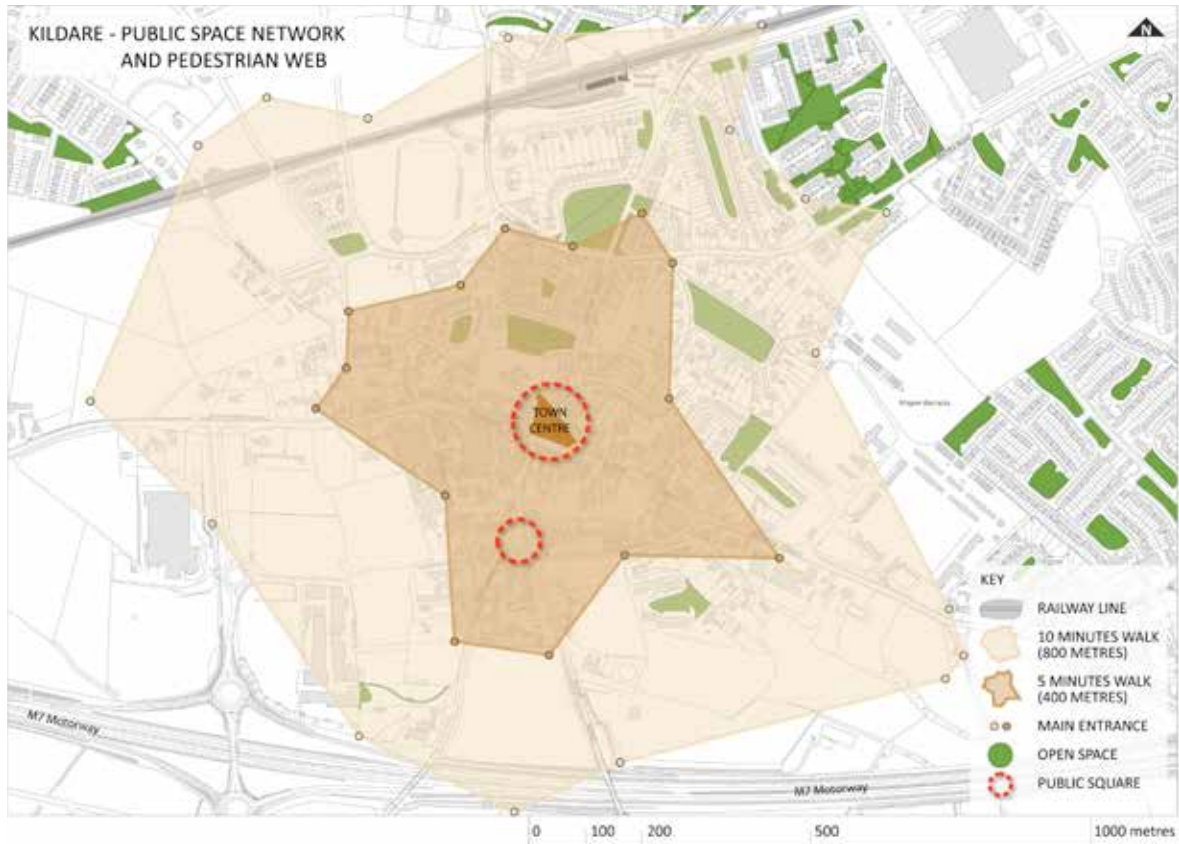 KILDARE - PUBLIC SPACE NETWORK
AND PEDESTRIAN WEB
N
TOWN
CENTRE
M7 Motorway
M7 Motorway
KEY
RAILWAY LINE
10 MINUTES WALK
(800 METRES)
5 MINUTES WALK
(400 METRES)
MAIN ENTRANCE
OPEN SPACE
PUBLIC SQUARE
0 100 200 500 1000 metres